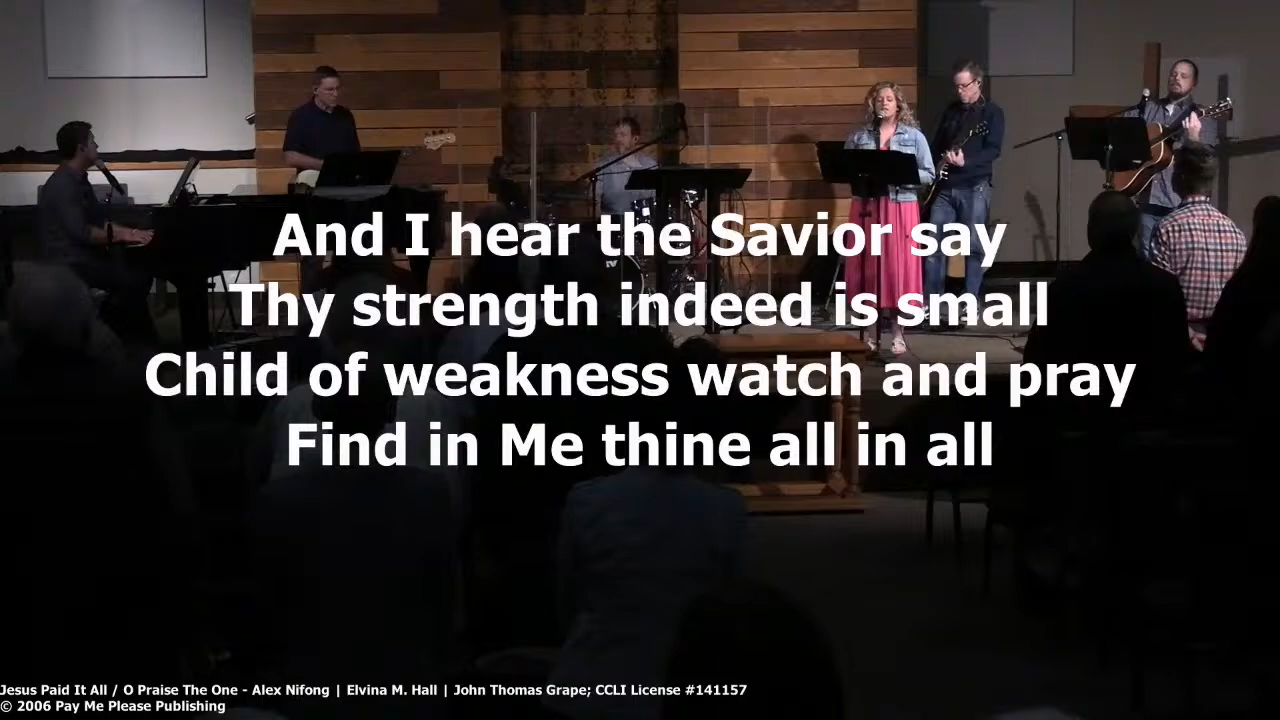 And I hear the Savior say
Thy strength indeed is small
Child of weakness watch and pray
Find in Me thine all in all
Jesus Paid It All / O Praise The One - Alex Nifong | Elvina M. Hall | John Thomas Grape; CCLI License #141157
© 2006 Pay Me Please Publishing